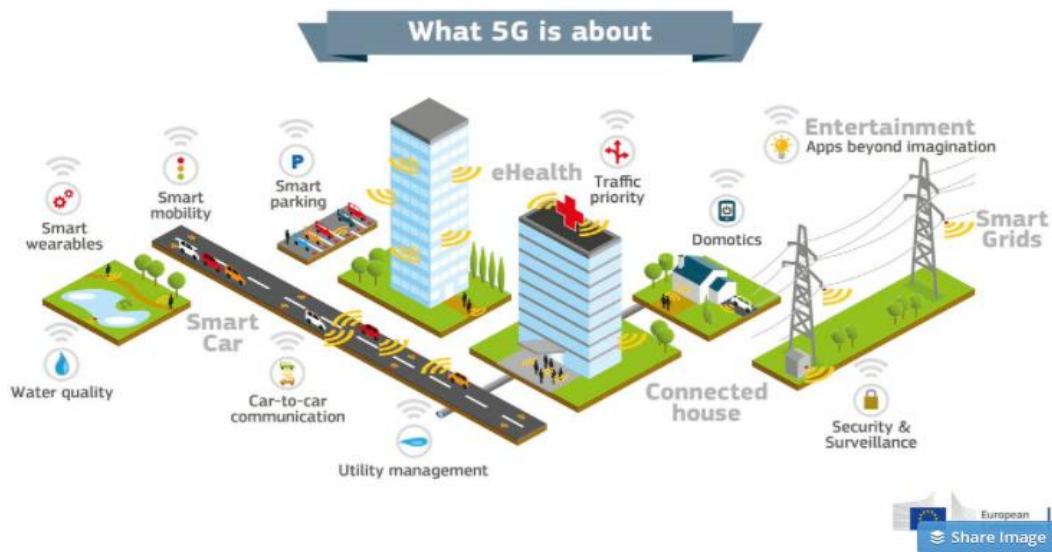 What 5G is about
Smart
wearables
Smart
mobility
P
Smart
parking
eHealth
Traffic
priority
Entertainment
Apps beyond imagination
Domotics
Smart
Grids
Smart
Car
Water quality
Car-to-car
communication
Utility management
Connected
house
Security &
Surveillance
European
Share Image